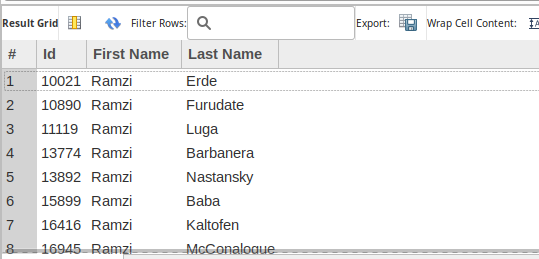 Result Grid Filter Rows: Export: Wrap Cell Content:
# Id First Name Last Name
1 10021 Ramzi Erde
2 10890 Ramzi Furudate
3 11119 Ramzi Luga
4 13774 Ramzi Barbanera
5 13892 Ramzi Nastansky
6 15899 Ramzi Baba
7 16416 Ramzi Kaltofen
8 16945 Ramzi McConalogue